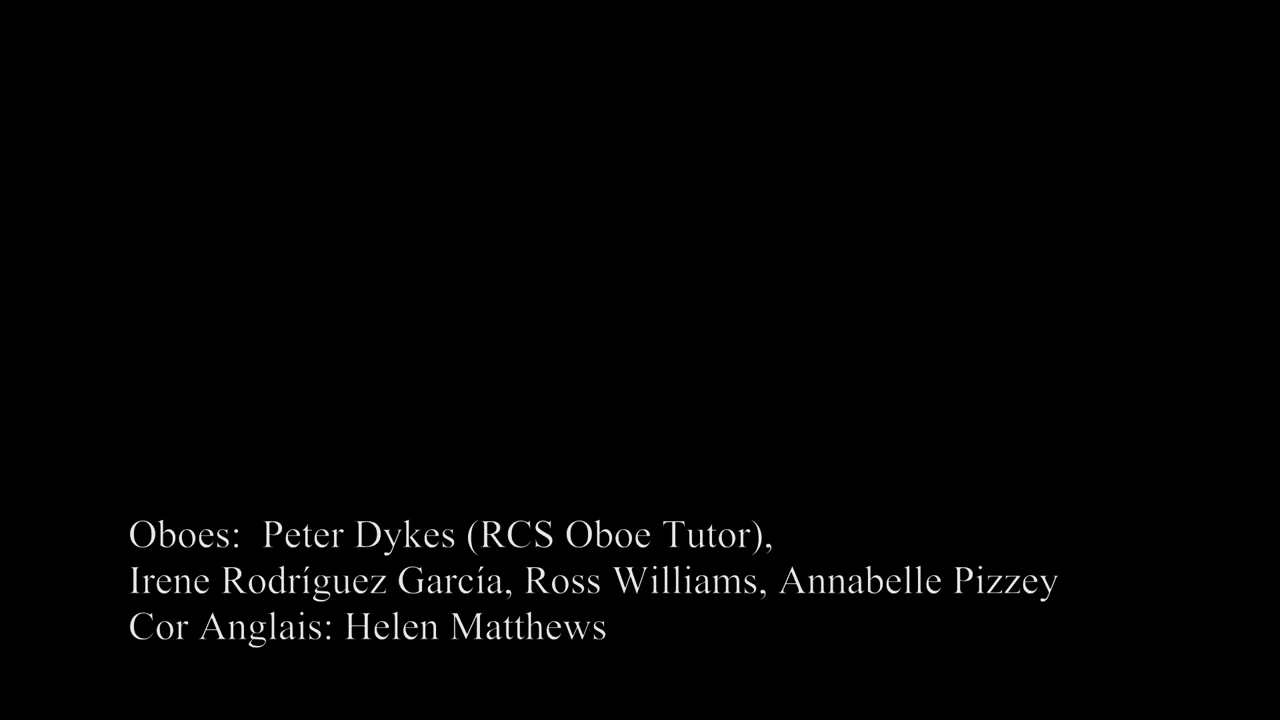 Oboes:  Peter Dykes (RCS Oboe Tutor),
Irene Rodríguez García, Ross Williams, Annabelle Pizzey
Cor Anglais: Helen Matthews